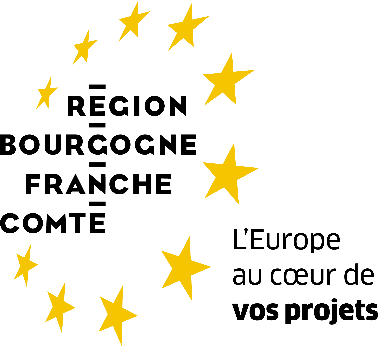 RÉGION
BOURGOGNE
FRANCHE
COMTÉ
L'Europe
au cœur de
vos projets